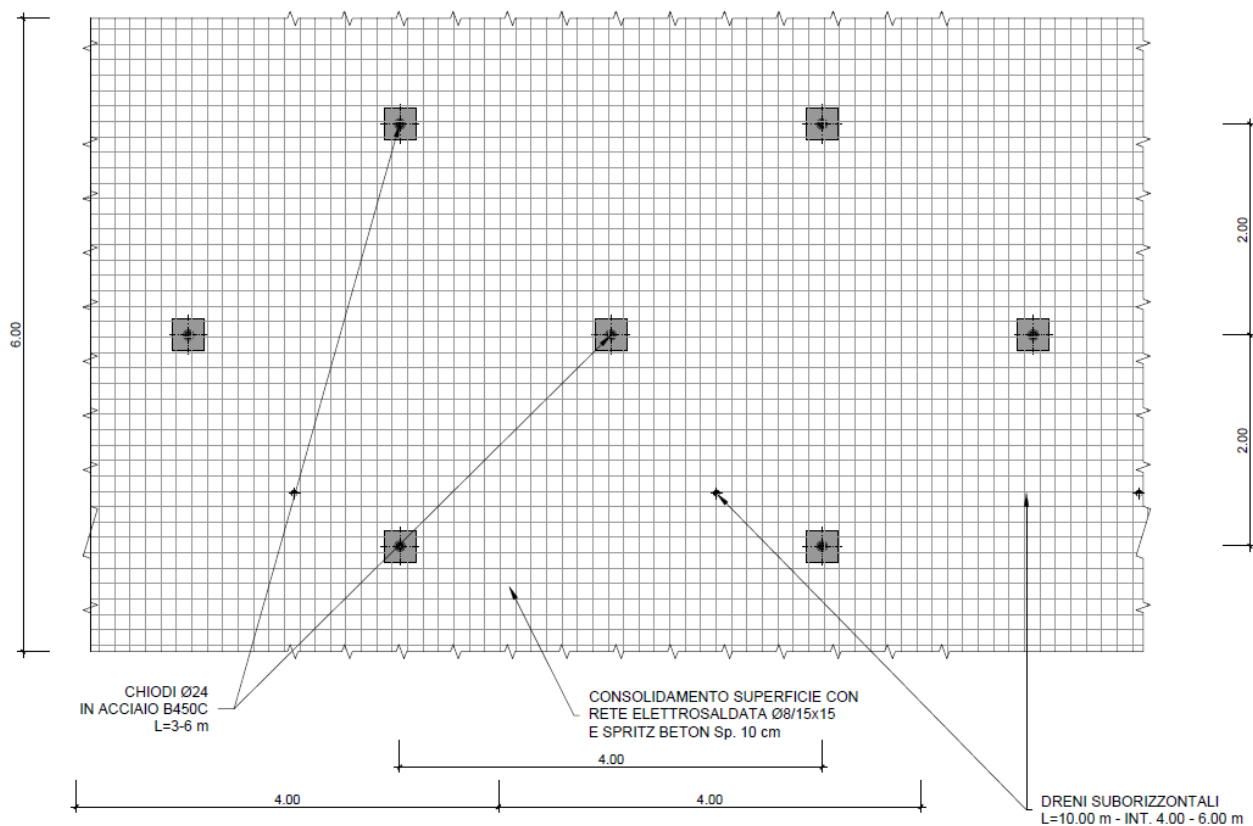 6.00
2.00
2.00
CHIODI Ø24
IN ACCIAIO B450C
L=3-6 m
CONSOLIDAMENTO SUPERFICIE CON
RETE ELETTROSALDATA Ø8/15x15
E SPRITZ BETON Sp. 10 cm
4.00
4.00
4.00
DRENI SUBORIZZONTALI
L=10.00 m - INT. 4.00 - 6.00 m